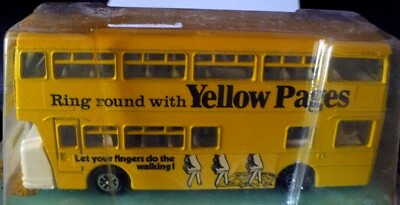 Ring round with Yellow Pages
Let your fingers do the
walking!